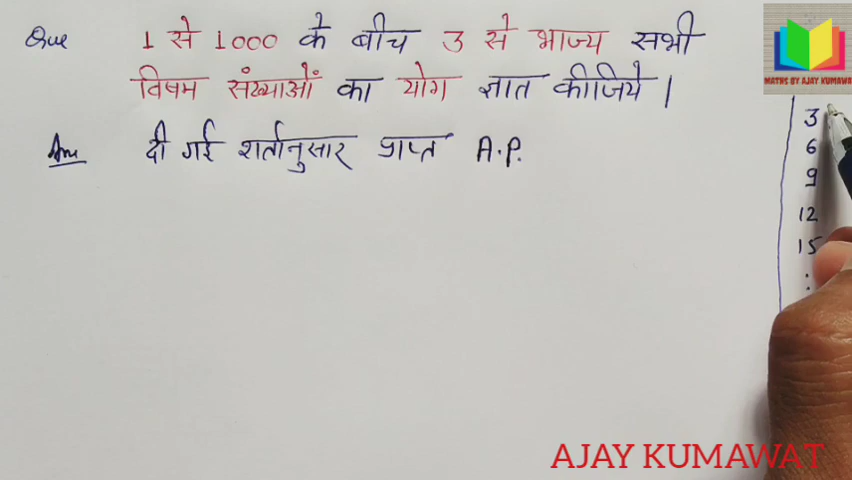 Que 1 से 1000 के बीच 3 से भाज्य सभी
विषम संख्याओं का योग ज्ञात कीजिये |
Ans दी गई शर्तानुसार प्राप्त A.P.
MATHS BY AJAY KUMAWA
3
6
9
12
15
:
AJAY KUMAWAT